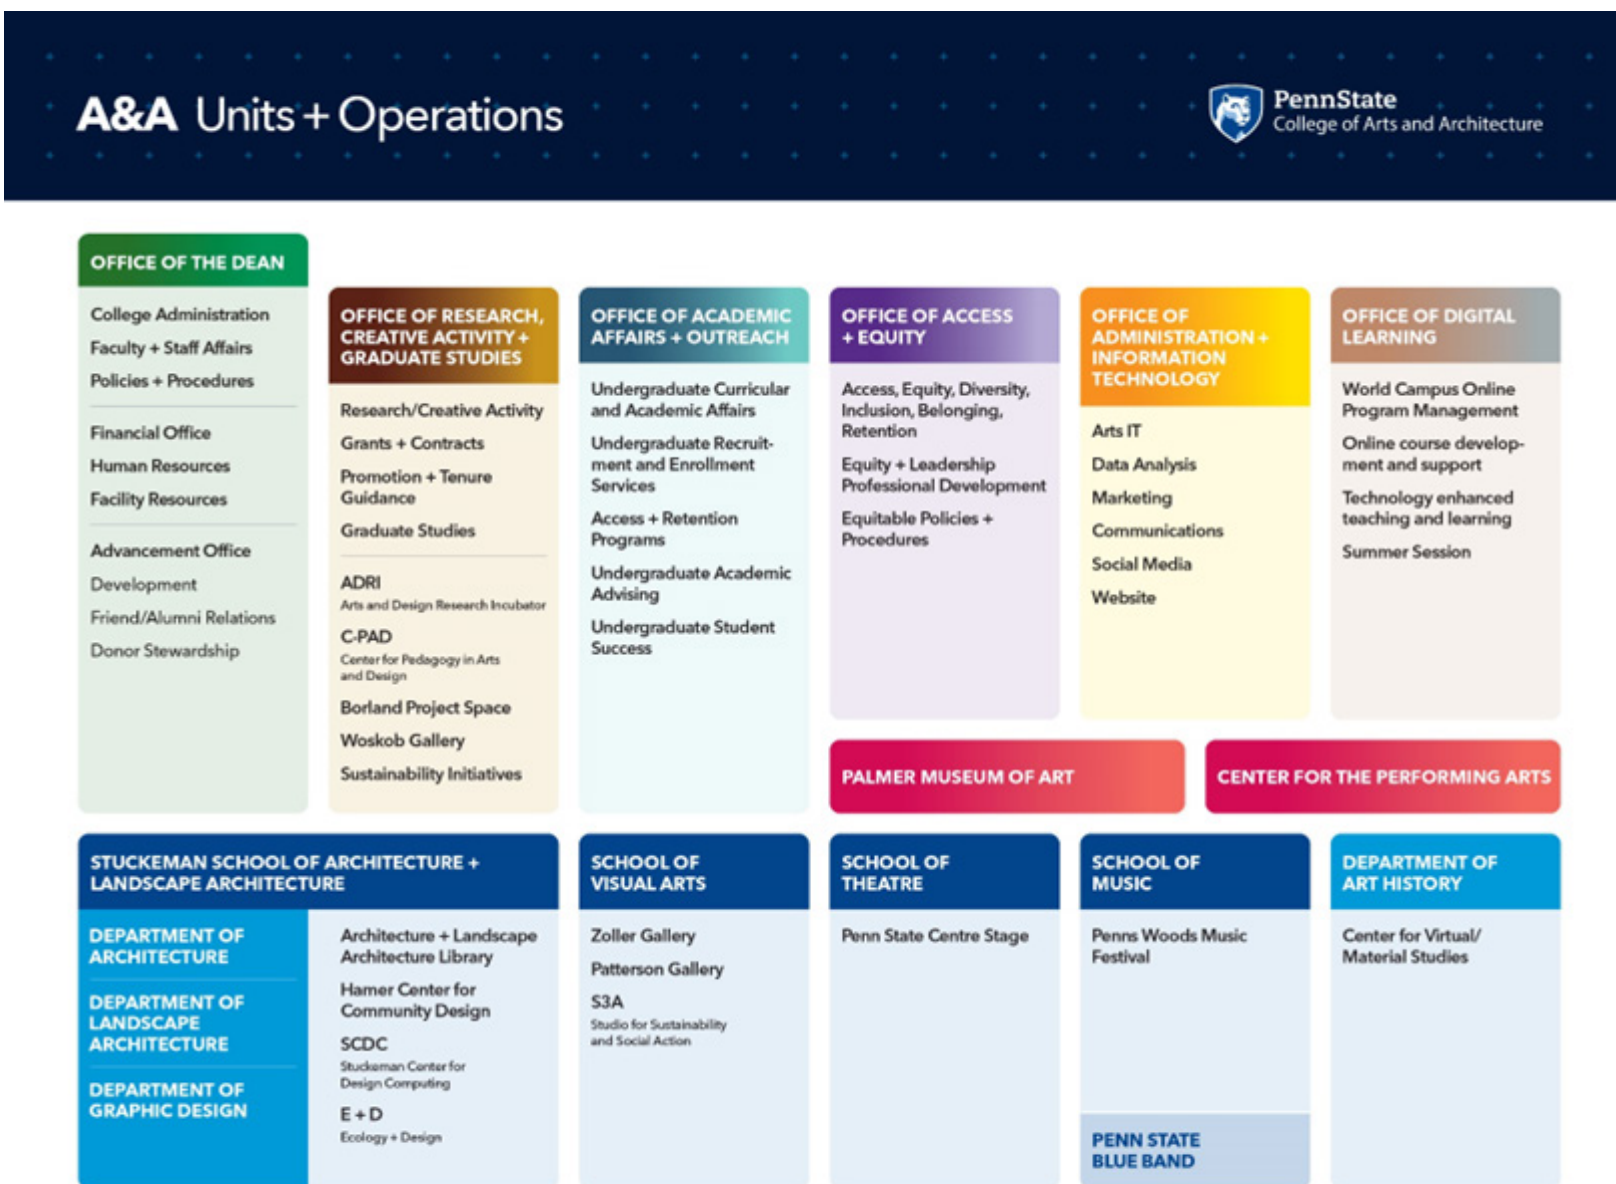 A&A Units + Operations
PennState
College of Arts and Architecture
OFFICE OF THE DEAN
College Administration
Faculty + Staff Affairs
Policies + Procedures
Financial Office
Human Resources
Facility Resources
Advancement Office
Development
Friend/Alumni Relations
Donor Stewardship
OFFICE OF RESEARCH,
CREATIVE ACTIVITY +
GRADUATE STUDIES
Research/Creative Activity
Grants + Contracts
Promotion + Tenure
Guidance
Graduate Studies
ADRI
Arts and Design Research Incubator
C-PAD
Center for Pedagogy in Arts
and Design
Borland Project Space
Woskob Gallery
Sustainability Initiatives
OFFICE OF ACADEMIC
AFFAIRS + OUTREACH
Undergraduate Curricular
and Academic Affairs
Undergraduate Recruit-
ment and Enrollment
Services
Access + Retention
Programs
Undergraduate Academic
Advising
Undergraduate Student
Success
OFFICE OF ACCESS
+ EQUITY
Access, Equity, Diversity,
Inclusion, Belonging,
Retention
Equity + Leadership
Professional Development
Equitable Policies +
Procedures
OFFICE OF
ADMINISTRATION +
INFORMATION
TECHNOLOGY
Arts IT
Data Analysis
Marketing
Communications
Social Media
Website
OFFICE OF DIGITAL
LEARNING
World Campus Online
Program Management
Online course develop-
ment and support
Technology enhanced
teaching and learning
Summer Session
PALMER MUSEUM OF ART
CENTER FOR THE PERFORMING ARTS
STUCKEMAN SCHOOL OF ARCHITECTURE +
LANDSCAPE ARCHITECTURE
DEPARTMENT OF
ARCHITECTURE
DEPARTMENT OF
LANDSCAPE
ARCHITECTURE
DEPARTMENT OF
GRAPHIC DESIGN
Architecture + Landscape
Architecture Library
Hamer Center for
Community Design
SCDC
Stuckeman Center for
Design Computing
E + D
Ecology + Design
SCHOOL OF
VISUAL ARTS
Zoller Gallery
Patterson Gallery
S3A
Studio for Sustainability
and Social Action
SCHOOL OF
THEATRE
Penn State Centre Stage
SCHOOL OF
MUSIC
Penns Woods Music
Festival
PENN STATE
BLUE BAND
DEPARTMENT OF
ART HISTORY
Center for Virtual/
Material Studies